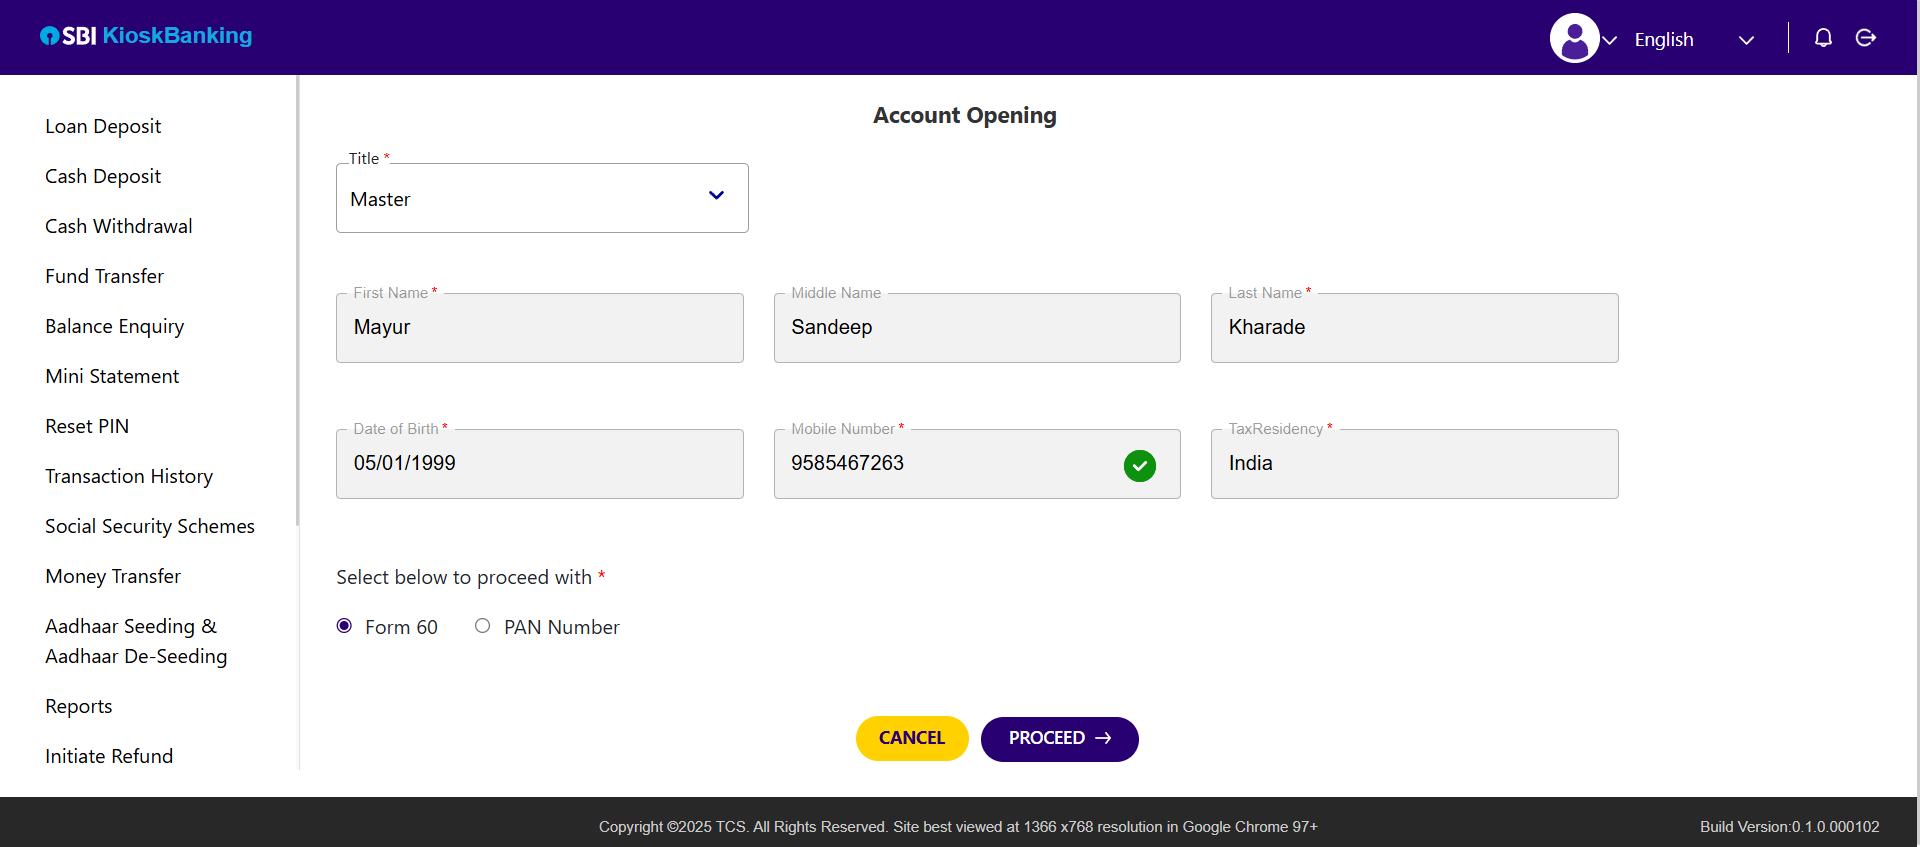 SBI KioskBanking
English
Loan Deposit
Cash Deposit
Cash Withdrawal
Fund Transfer
Balance Enquiry
Mini Statement
Reset PIN
Transaction History
Social Security Schemes
Money Transfer
Aadhaar Seeding &
Aadhaar De-Seeding
Reports
Initiate Refund
Account Opening
Title *
Master
First Name *
Mayur
Middle Name
Sandeep
Last Name *
Kharade
Date of Birth *
05/01/1999
Mobile Number *
9585467263
TaxResidency *
India
Select below to proceed with *
Form 60
PAN Number
CANCEL
PROCEED →
Copyright ©2025 TCS. All Rights Reserved. Site best viewed at 1366 x768 resolution in Google Chrome 97+
Build Version:0.1.0.000102